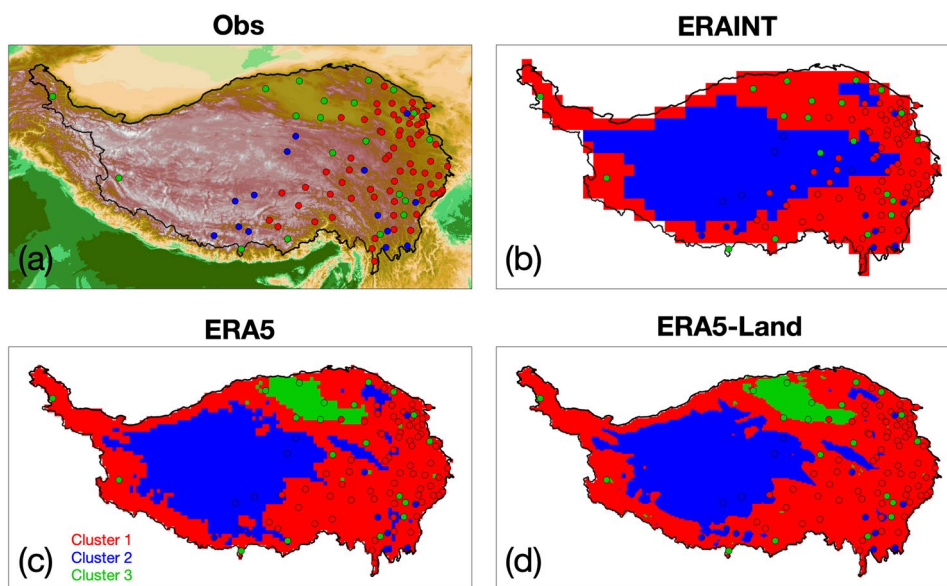 Obs
ERAINT
(a)
(b)
ERA5
ERA5-Land
Cluster 1
Cluster 2
Cluster 3
(c)
(d)